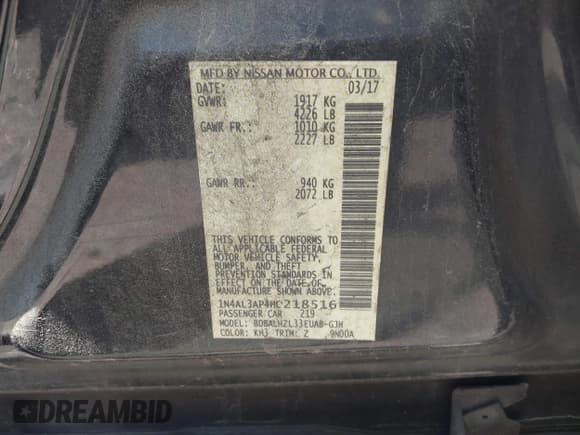 MFD BY NISSAN MOTOR CO., LTD.
DATE: 03/17
GVWR: 1917 KG
4226 LB
GAWR FR.: 1010 KG
2227 LB
GAWR RR.: 940 KG
2072 LB
THIS VEHICLE CONFORMS TO
ALL APPLICABLE FEDERAL
MOTOR VEHICLE SAFETY,
BUMPER, AND THEFT
PREVENTION STANDARDS IN
EFFECT ON THE DATE OF
MANUFACTURE SHOWN ABOVE.
1N4AL3AP4HC218516
PASSENGER CAR 219
MODEL: BDBALHZL33EUAB-GJH
COLOR: KH3 TRIM: Z 9N00A
DREAMBID